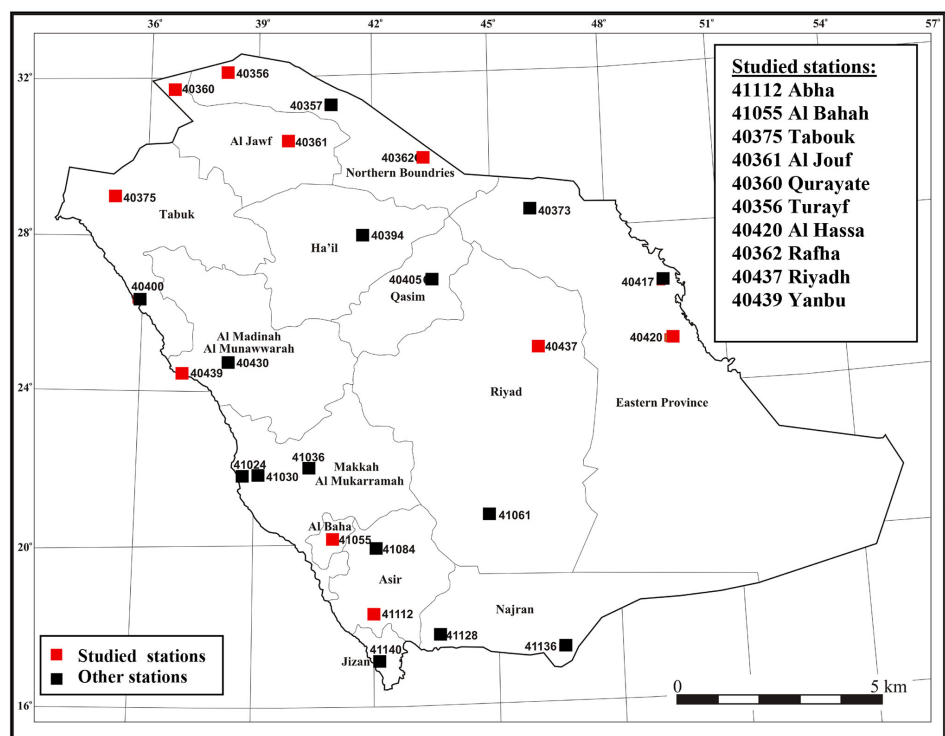 36° 39° 42° 45° 48° 51° 54° 57°
32°
28°
24°
20°
16°
Studied stations:
41112 Abha
41055 Al Bahah
40375 Tabouk
40361 Al Jouf
40360 Qurayate
40356 Turayf
40420 Al Hassa
40362 Rafha
40437 Riyadh
40439 Yanbu
40356
40360
40357
Al Jawf
40361
40362
Northern Boundries
40375
Tabuk
40373
40394
Ha'il
40405
Qasim
40417
40400
Al Madinah
Al Munawwarah
40430
40439
40437
40420
Riyad
Eastern Province
41036
41024
41030
Makkah
Al Mukarramah
41061
Al Baha
41055
41084
Asir
41112
Najran
41128
41136
41140
Jizan
Studied stations
Other stations
0 5 km